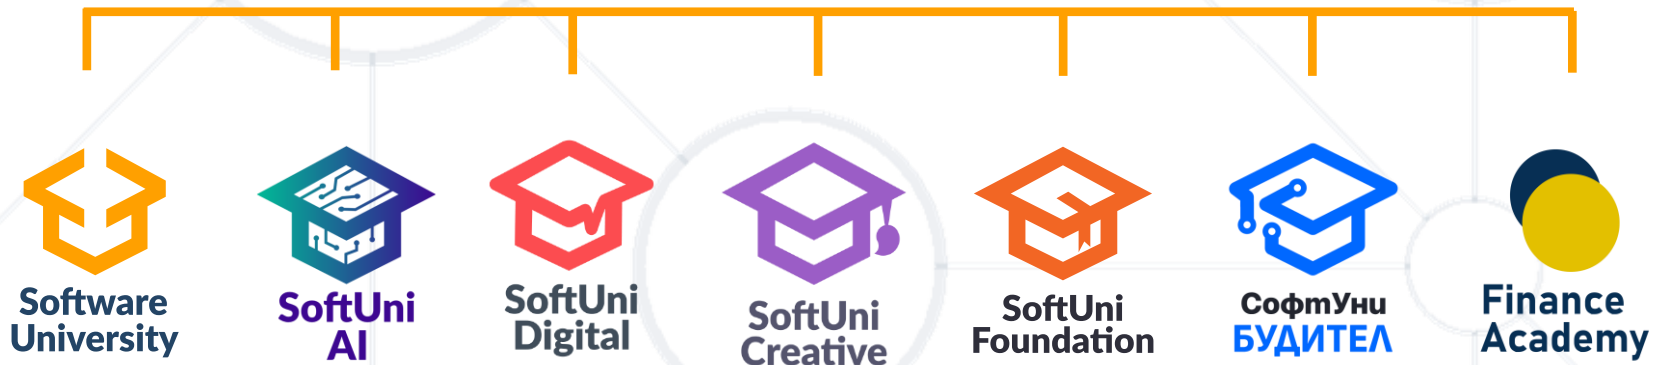 Software
University
SoftUni
AI
SoftUni
Digital
SoftUni
Creative
SoftUni
Foundation
СофтУни
БУДИТЕЛ
Finance
Academy